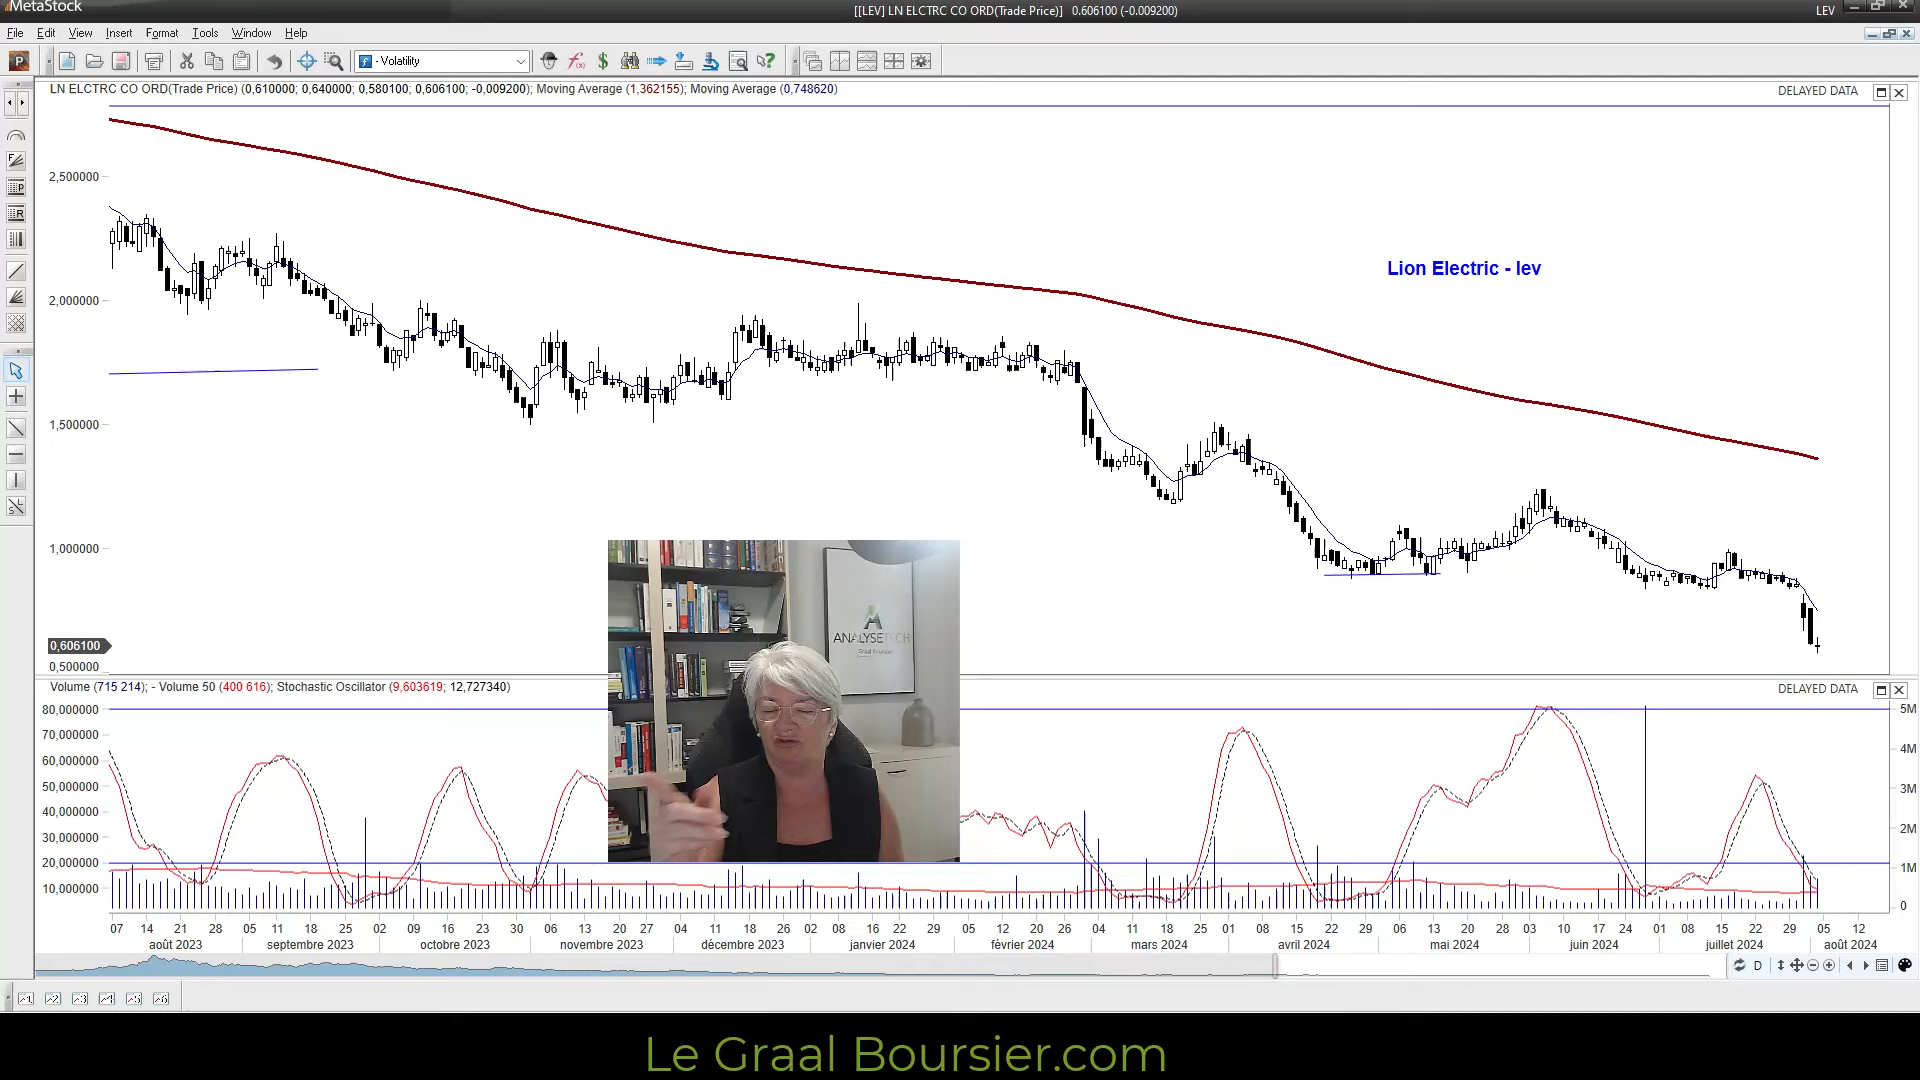 MetaStock
[[LEV] LN ELCTRC CO ORD(Trade Price)] 0.606100 (-0.009200)
LEV
File Edit View Insert Format Tools Window Help
- Volatility
LN ELCTRC CO ORD(Trade Price) (0,610000; 0,640000; 0,580100; 0,606100; -0,009200); Moving Average (1,362155); Moving Average (0,748620)
DELAYED DATA
2,500000
Lion Electric - lev
2,000000
1,500000
1,000000
ANALYSETECH
Graal Boursier
0,606100
0,500000
Volume (715 214); - Volume 50 (400 616); Stochastic Oscillator (9,603619; 12,727340)
DELAYED DATA
80,000000 5M
70,000000
60,000000 4M
50,000000 3M
40,000000
30,000000 2M
20,000000 1M
10,000000
0
07 14 21 28 05 11 18 25 02 09 16 23 30 06 13 20 27 04 11 18 26 02 08 16 22 29 05 12 20 26 04 11 18 25 01 08 15 22 29 06 13 20 27 03 10 17 24 01 08 15 22 29 05 12
août 2023 septembre 2023 octobre 2023 novembre 2023 décembre 2023 janvier 2024 février 2024 mars 2024 avril 2024 mai 2024 juin 2024 juillet 2024 août 2024
D
1 2 3 4 5 6
Le Graal Boursier.com